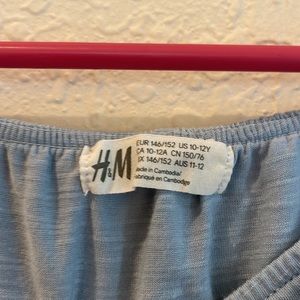 H&M
EUR 146/152 US 10-12Y
CA 10-12A CN 150/76
MX 146/152 AUS 11-12
Made in Cambodia/
Fabriqué en Cambodge